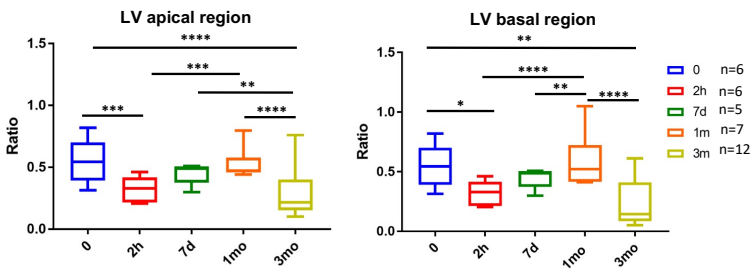 LV apical region
LV basal region
1.5
1.0
0.5
0.0
Ratio
****
***
**
***
****
0
2h
7d
1mo
3mo
1.5
1.0
0.5
0.0
Ratio
**
****
**
****
*
0
2h
7d
1mo
3mo
0 n=6
2h n=6
7d n=5
1m n=7
3m n=12